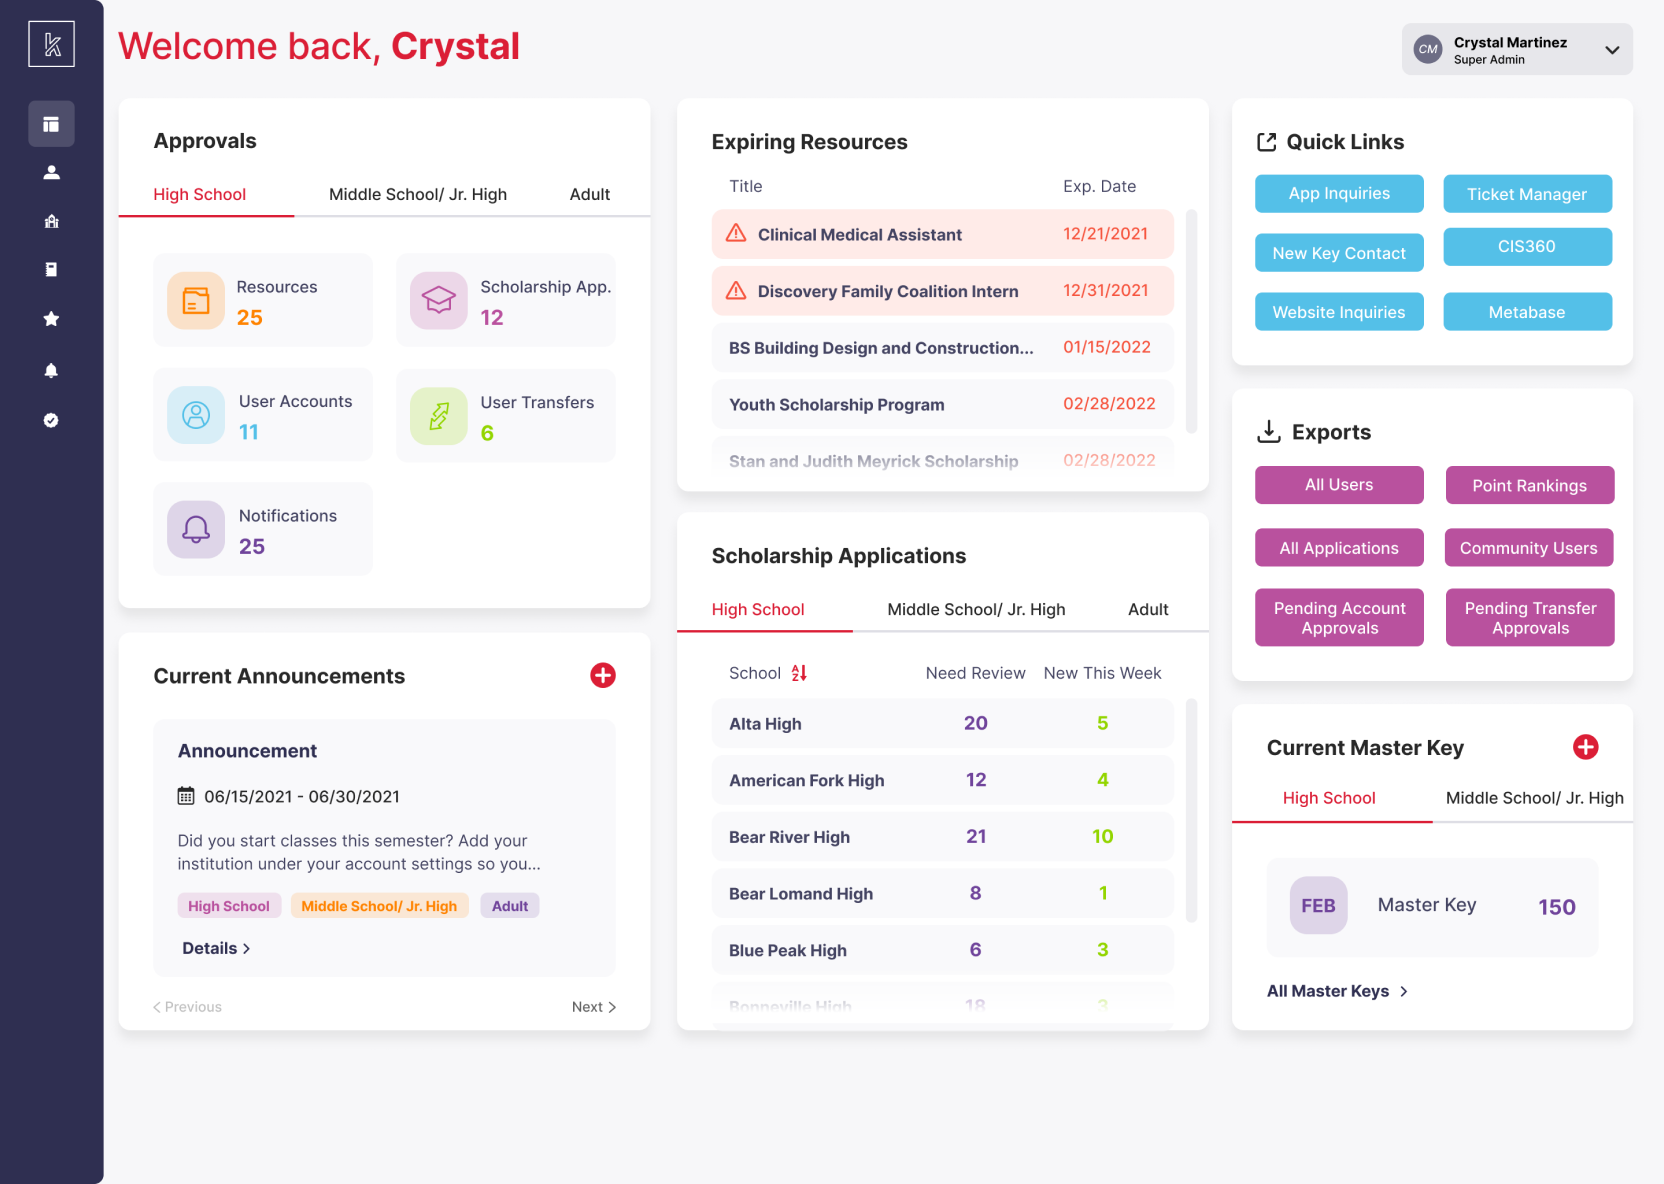 k
Welcome back, Crystal
CM
Crystal Martinez
Super Admin
Approvals
High School
Middle School/ Jr. High
Adult
Resources
25
Scholarship App.
12
User Accounts
11
User Transfers
6
Notifications
25
Current Announcements
Announcement
06/15/2021 - 06/30/2021
Did you start classes this semester? Add your
institution under your account settings so you...
High School
Middle School/ Jr. High
Adult
Details >
< Previous
Next >
Expiring Resources
Title Exp. Date
Clinical Medical Assistant 12/21/2021
Discovery Family Coalition Intern 12/31/2021
BS Building Design and Construction... 01/15/2022
Youth Scholarship Program 02/28/2022
Stan and Judith Meyrick Scholarship 02/28/2022
Scholarship Applications
High School
Middle School/ Jr. High
Adult
School AZ Need Review New This Week
Alta High 20 5
American Fork High 12 4
Bear River High 21 10
Bear Lomand High 8 1
Blue Peak High 6 3
Bonneville High 18 3
Quick Links
App Inquiries
Ticket Manager
New Key Contact
CIS360
Website Inquiries
Metabase
Exports
All Users
Point Rankings
All Applications
Community Users
Pending Account
Approvals
Pending Transfer
Approvals
Current Master Key
High School
Middle School/ Jr. High
FEB
Master Key
150
All Master Keys >